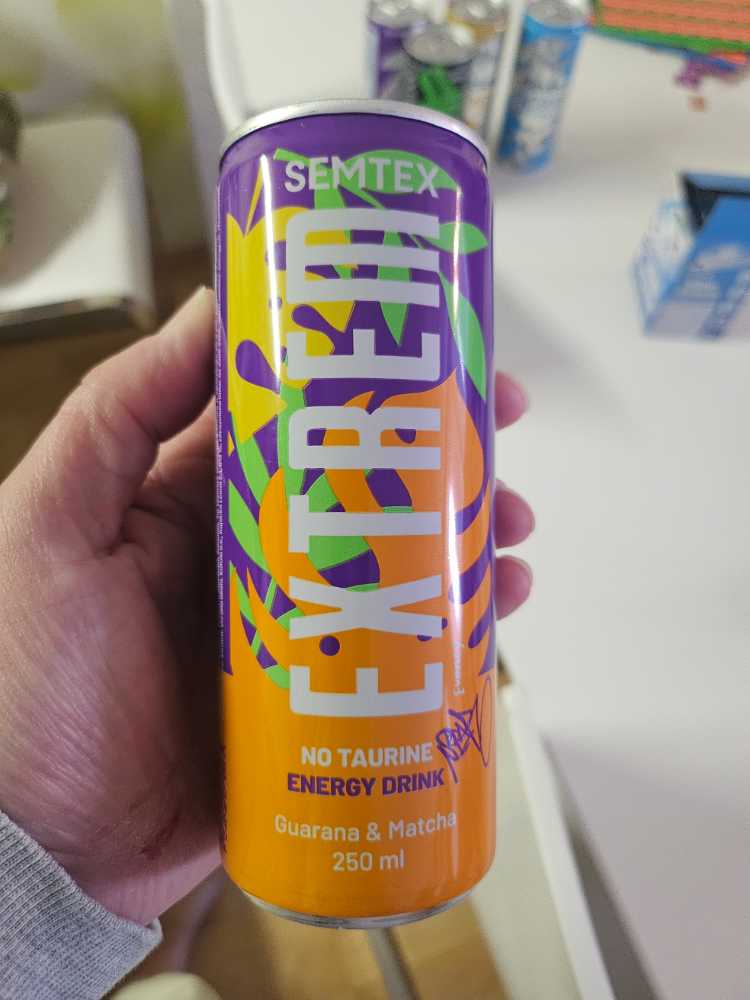 SEMTEX
EXTREM
NO TAURINE
ENERGY DRINK
Guarana & Matcha
250 ml